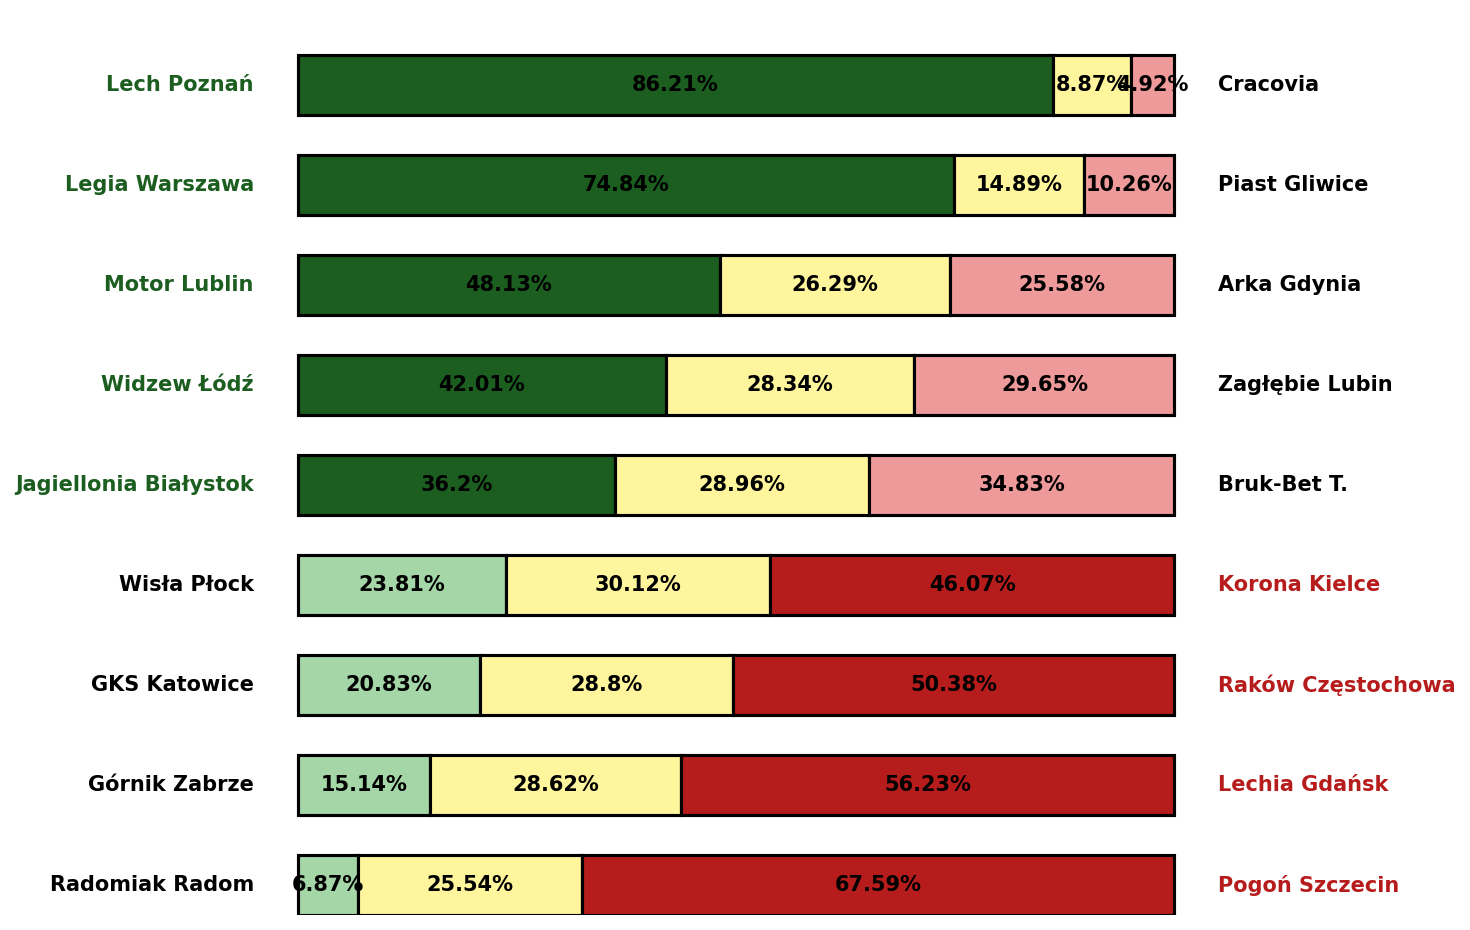 Lech Poznań 86.21% 8.87% 4.92% Cracovia
Legia Warszawa 74.84% 14.89% 10.26% Piast Gliwice
Motor Lublin 48.13% 26.29% 25.58% Arka Gdynia
Widzew Łódź 42.01% 28.34% 29.65% Zagłębie Lubin
Jagiellonia Białystok 36.2% 28.96% 34.83% Bruk-Bet T.
Wisła Płock 23.81% 30.12% 46.07% Korona Kielce
GKS Katowice 20.83% 28.8% 50.38% Raków Częstochowa
Górnik Zabrze 15.14% 28.62% 56.23% Lechia Gdańsk
Radomiak Radom 6.87% 25.54% 67.59% Pogoń Szczecin